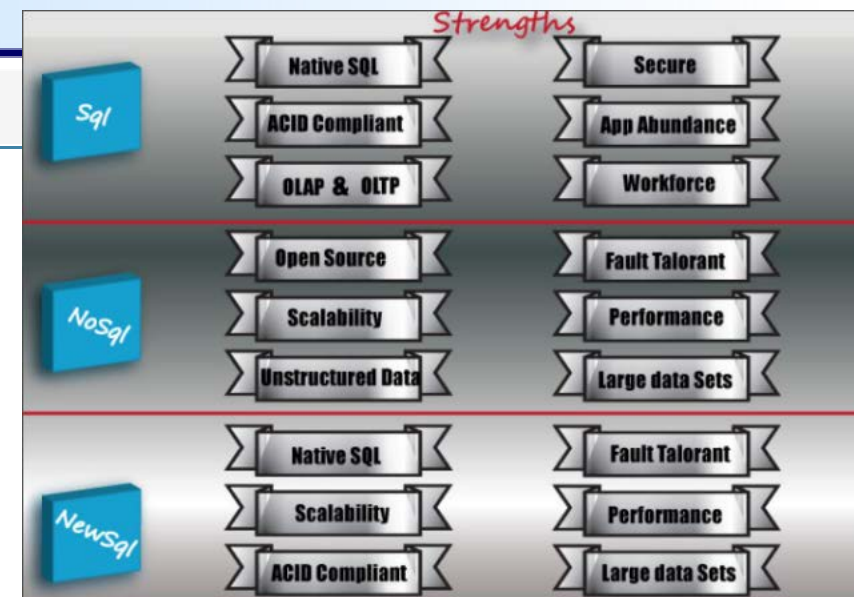 Strengths
Sql
Native SQL
Secure
ACID Compliant
App Abundance
OLAP & OLTP
Workforce
NoSql
Open Source
Fault Talorant
Scalability
Performance
Unstructured Data
Large data Sets
NewSql
Native SQL
Fault Talorant
Scalability
Performance
ACID Compliant
Large data Sets